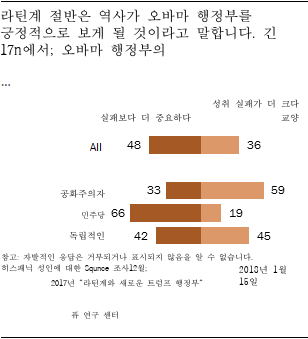 라틴계 절반은 역사가 오바마 행정부를
긍정적으로 보게 될 것이라고 말합니다. 긴
17n에서; 오바마 행정부의
...
성취 실패가 더 크다
실패보다 더 중요하다
교양
All 48 36
공화주의자 33 59
민주당 66 19
독립적인 42 45
참고: 자발적인 응답은 거부되거나 표시되지 않음을 알 수 없습니다.
히스패닉 성인에 대한 Squnce 조사12월;
2018년 1월
15일
2017년 "라틴계와 새로운 트럼프 행정부"
퓨 연구 센터